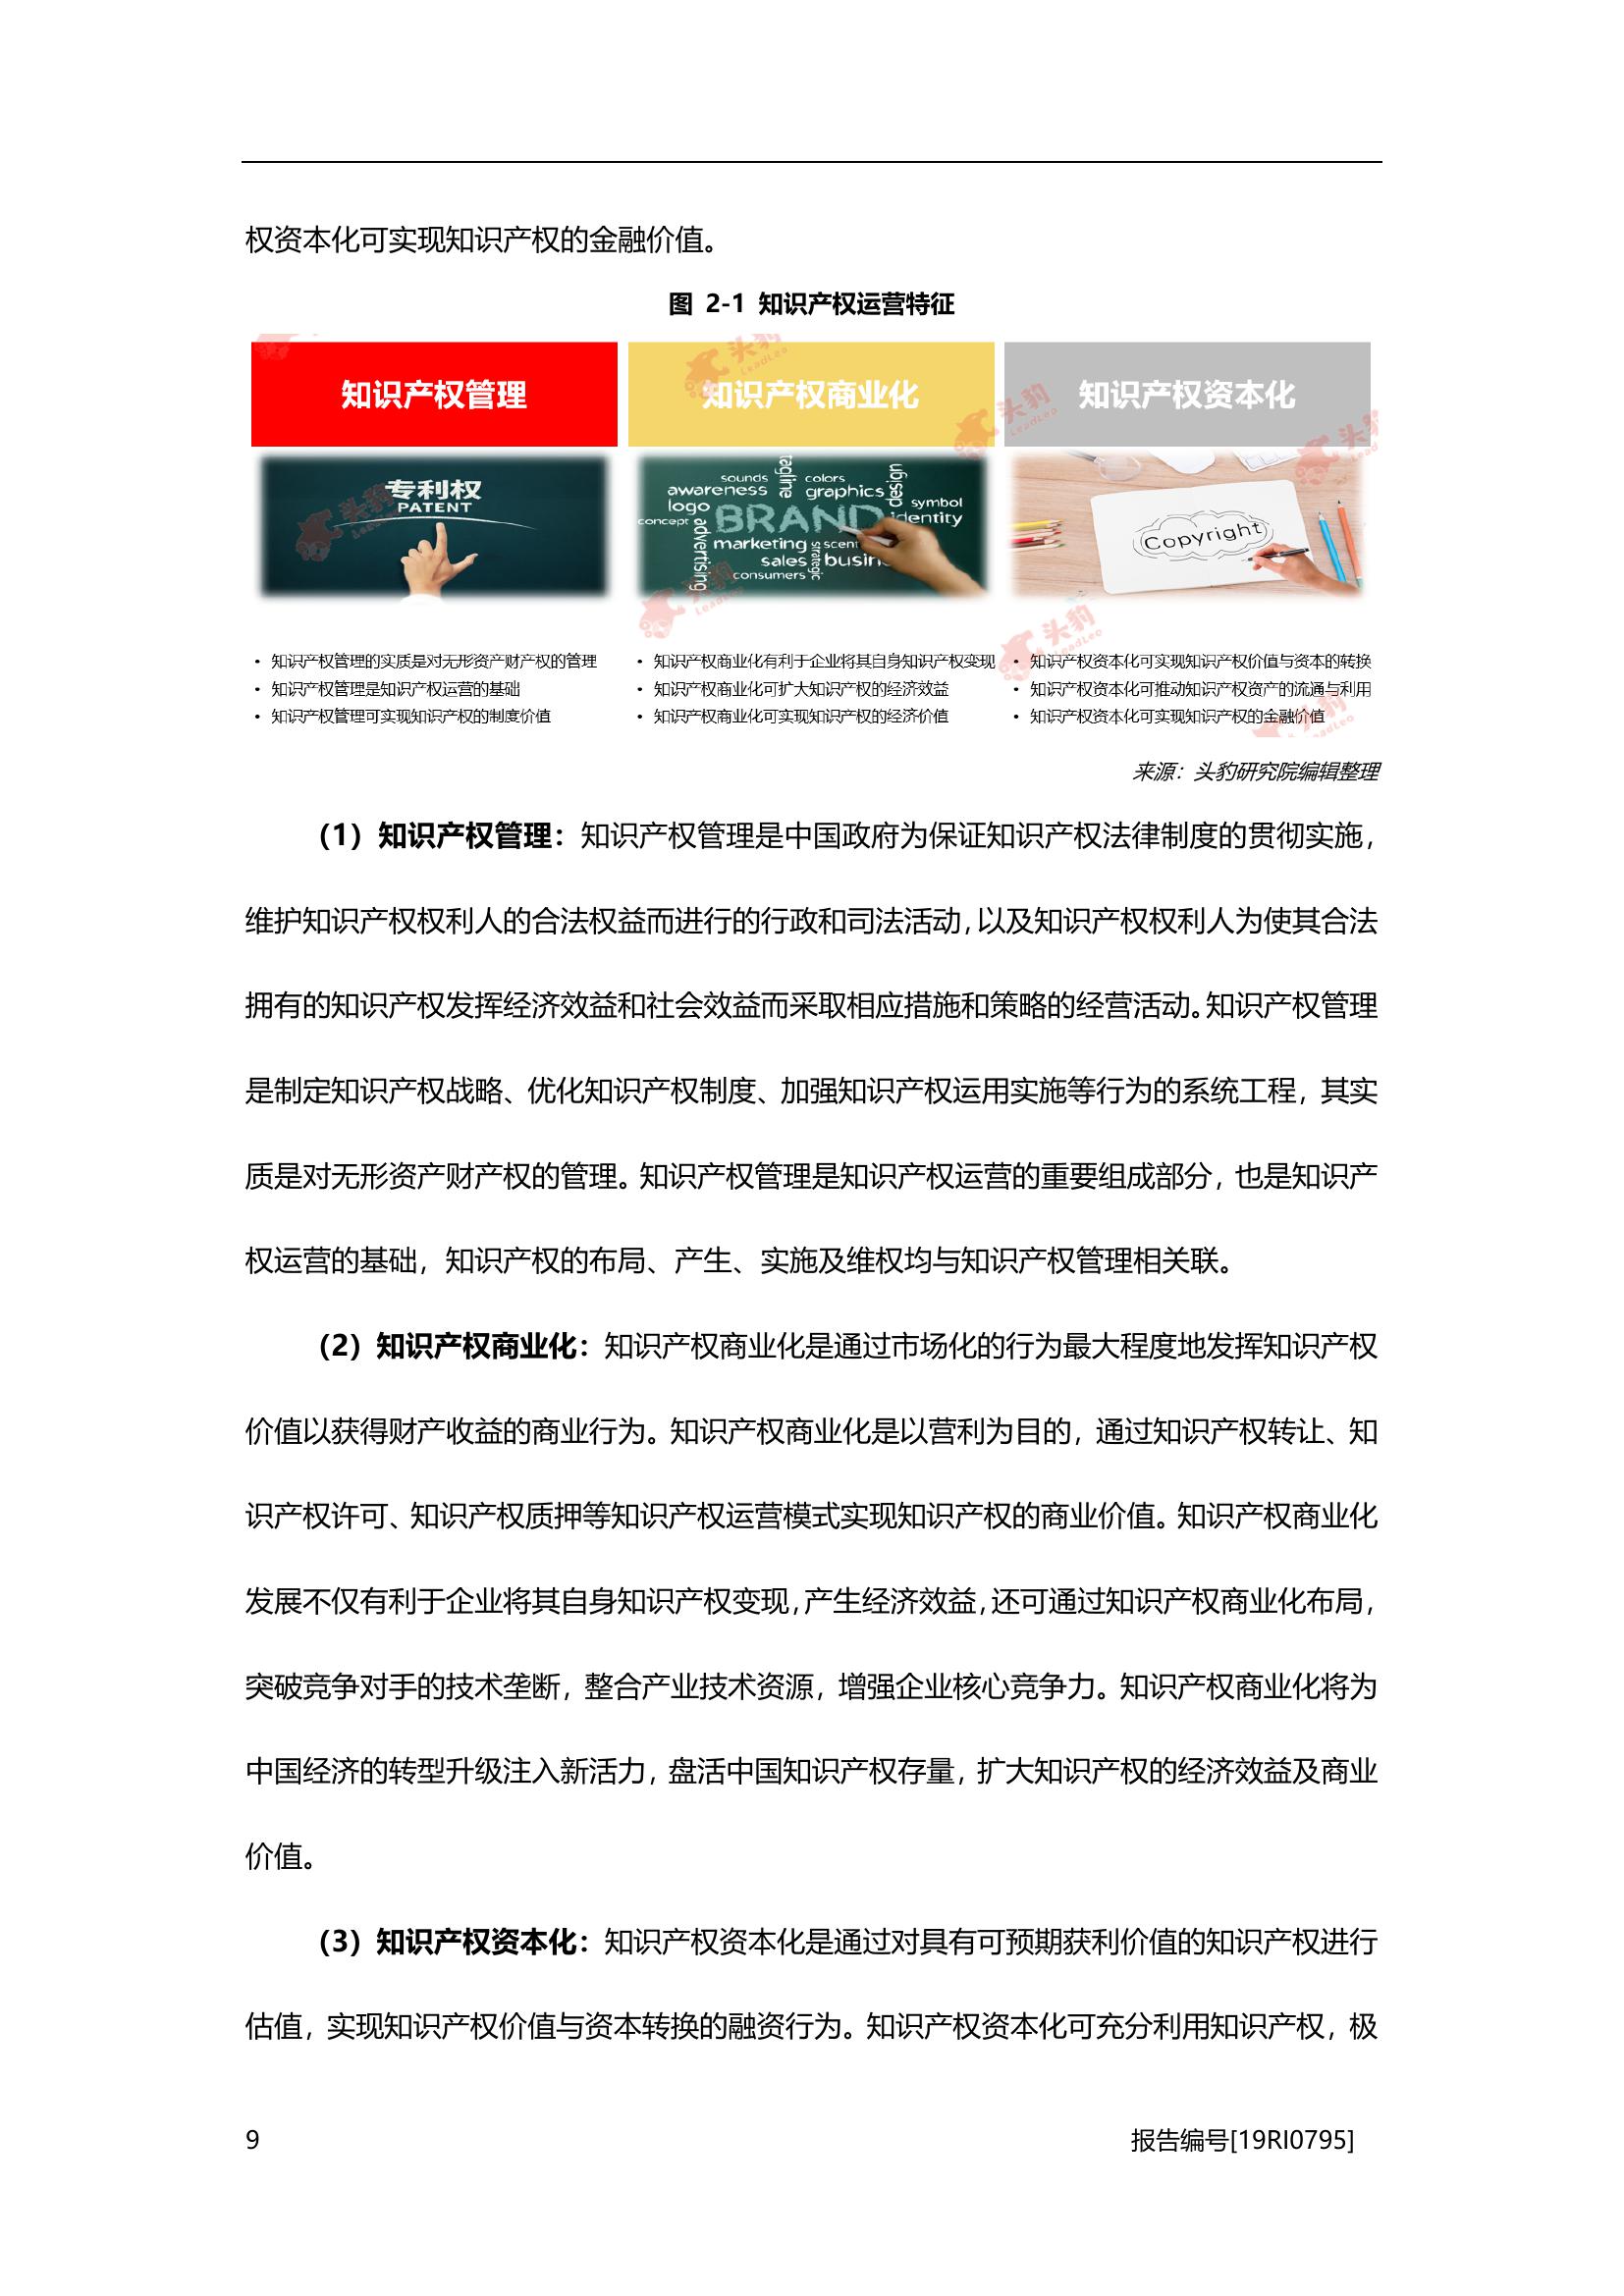 权资本化可实现知识产权的金融价值。
图 2-1 知识产权运营特征
知识产权管理
知识产权商业化
知识产权资本化
专利权
PATENT
sounds
tagline
colors
design
awareness
graphics
logo
symbol
concept
BRAND
identity
advertising
marketing
strategic
scent
sales
consumers
Copyright
• 知识产权管理的实质是对无形资产财产权的管理
• 知识产权管理是知识产权运营的基础
• 知识产权管理可实现知识产权的制度价值
• 知识产权商业化有利于企业将其自身知识产权变现
• 知识产权商业化可扩大知识产权的经济效益
• 知识产权商业化可实现知识产权的经济价值
• 知识产权资本化可实现知识产权价值与资本的转换
• 知识产权资本化可推动知识产权资产的流通与利用
• 知识产权资本化可实现知识产权的金融价值
头豹
LeadLeo
来源：头豹研究院编辑整理
（1）知识产权管理：知识产权管理是中国政府为保证知识产权法律制度的贯彻实施，
维护知识产权权利人的合法权益而进行的行政和司法活动，以及知识产权权利人为使其合法
拥有的知识产权发挥经济效益和社会效益而采取相应措施和策略的经营活动。知识产权管理
是制定知识产权战略、优化知识产权制度、加强知识产权运用实施等行为的系统工程，其实
质是对无形资产财产权的管理。知识产权管理是知识产权运营的重要组成部分，也是知识产
权运营的基础，知识产权的布局、产生、实施及维权均与知识产权管理相关联。
（2）知识产权商业化：知识产权商业化是通过市场化的行为最大程度地发挥知识产权
价值以获得财产收益的商业行为。知识产权商业化是以营利为目的，通过知识产权转让、知
识产权许可、知识产权质押等知识产权运营模式实现知识产权的商业价值。知识产权商业化
发展不仅有利于企业将其自身知识产权变现，产生经济效益，还可通过知识产权商业化布局，
突破竞争对手的技术垄断，整合产业技术资源，增强企业核心竞争力。知识产权商业化将为
中国经济的转型升级注入新活力，盘活中国知识产权存量，扩大知识产权的经济效益及商业
价值。
（3）知识产权资本化：知识产权资本化是通过对具有可预期获利价值的知识产权进行
估值，实现知识产权价值与资本转换的融资行为。知识产权资本化可充分利用知识产权，极
9
报告编号[19RI0795]